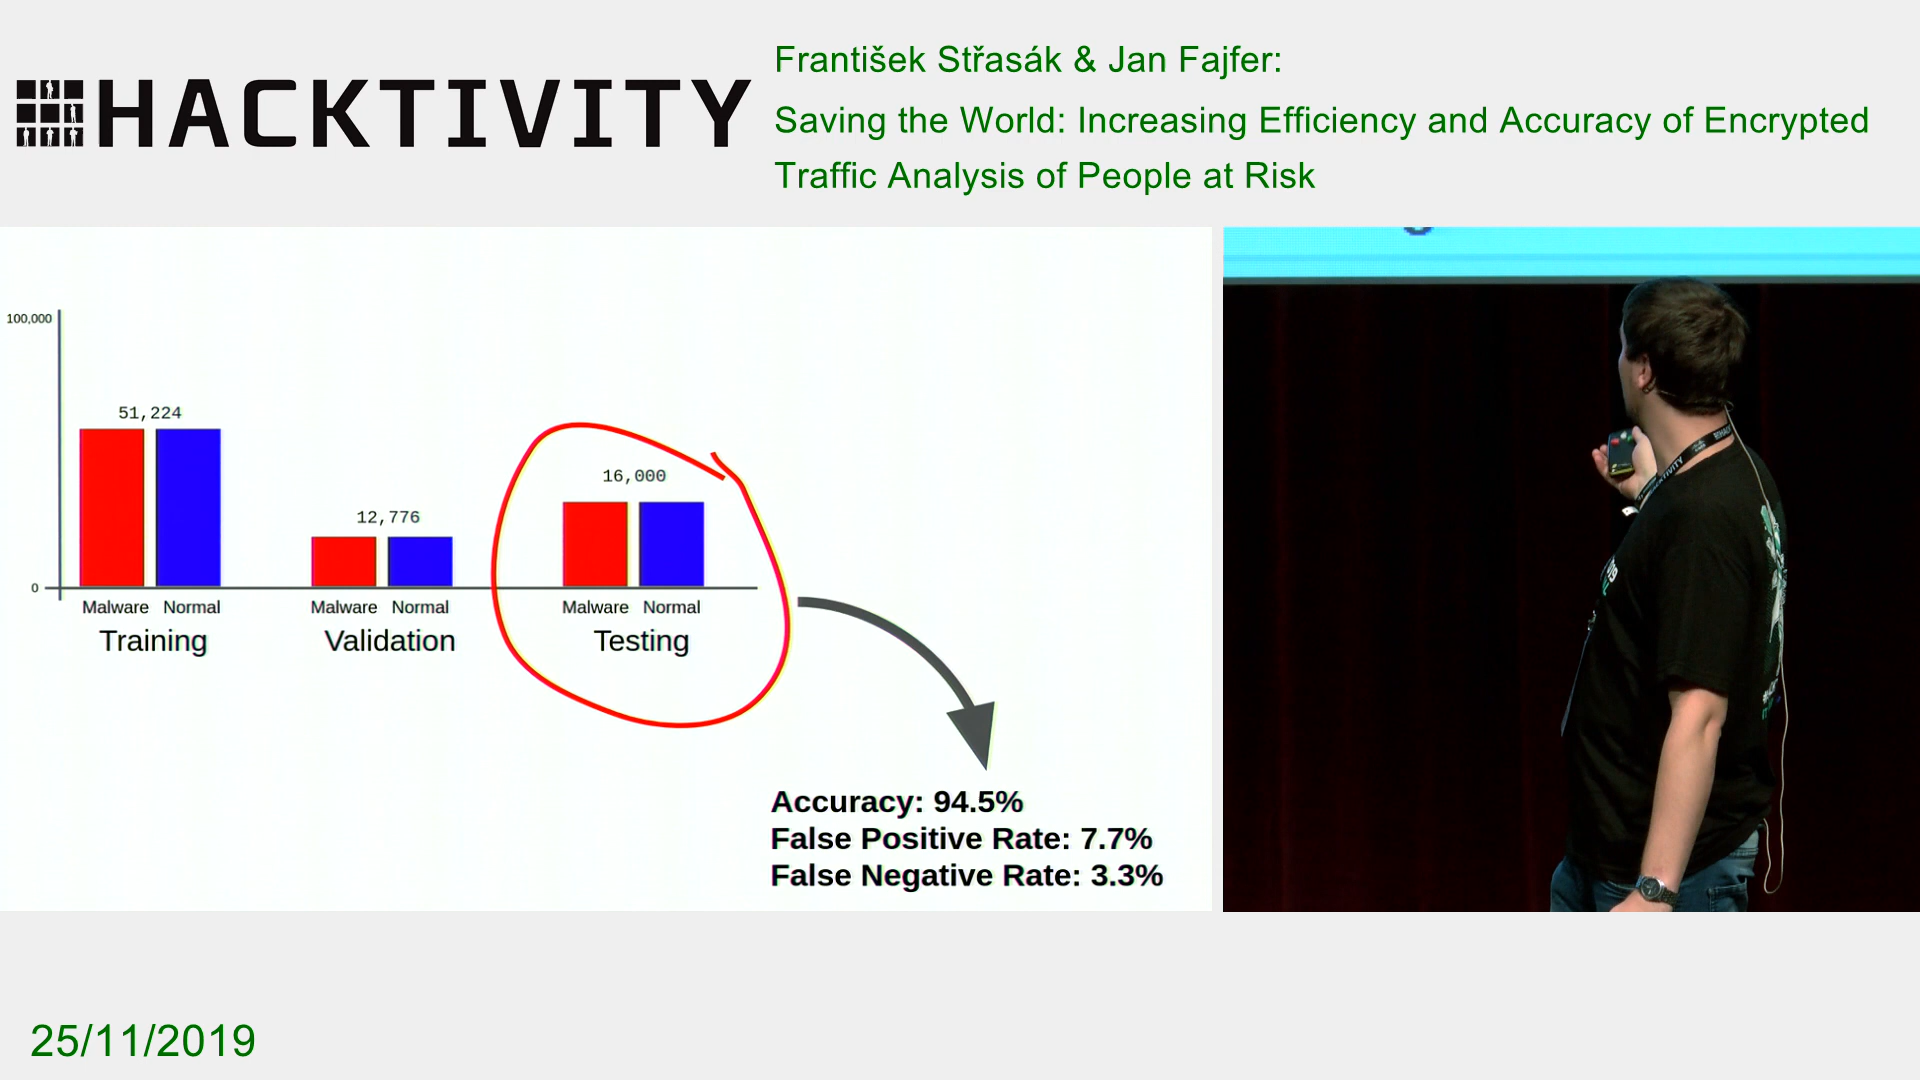 HACKTIVITY
František Střasák & Jan Fajfer:
Saving the World: Increasing Efficiency and Accuracy of Encrypted
Traffic Analysis of People at Risk
100,000
51,224
16,000
12,776
0
Malware Normal
Malware Normal
Malware Normal
Training
Validation
Testing
Accuracy: 94.5%
False Positive Rate: 7.7%
False Negative Rate: 3.3%
25/11/2019